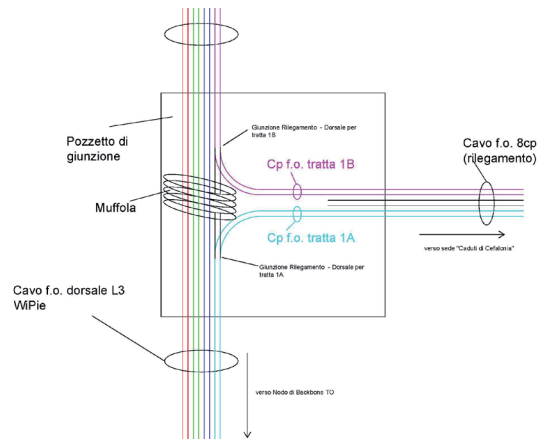 Giunzione Rilegamento - Dorsale per
tratta 1B
Pozzetto di
giunzione
Cp f.o. tratta 1B
Cavo f.o. 8cp
(rilegamento)
Muffola
Cp f.o. tratta 1A
verso sede "Caduti di Cefalonia"
Giunzione Rilegamento - Dorsale per
tratta 1A
Cavo f.o. dorsale L3
WiPie
verso Nodo di Backbone TO